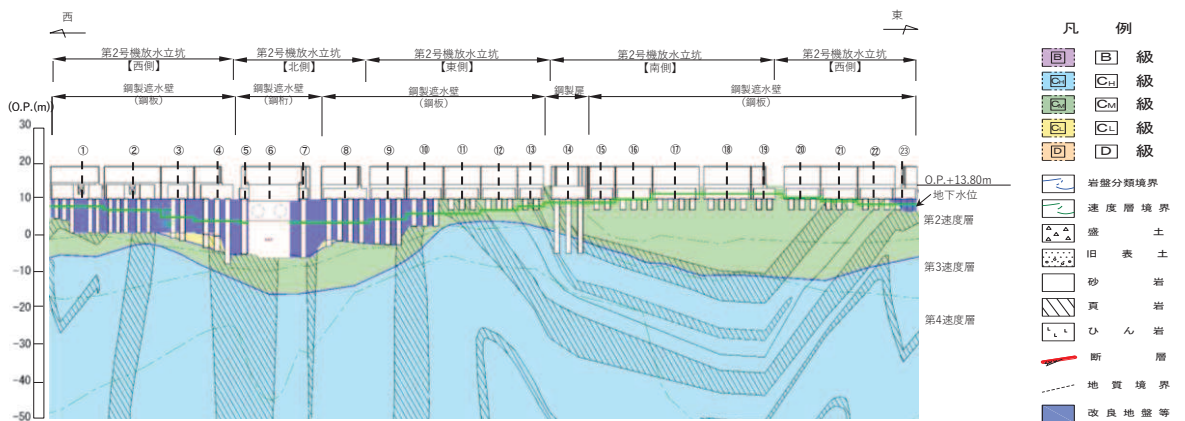 西
東
第2号機放水立坑
【西側】
第2号機放水立坑
【北側】
第2号機放水立坑
【東側】
第2号機放水立坑
【南側】
第2号機放水立坑
【西側】
鋼製遮水壁
(鋼板)
鋼製遮水壁
(鋼桁)
鋼製遮水壁
(鋼板)
鋼製扉
鋼製遮水壁
(鋼板)
(O.P.(m))
30
20
10
0
-10
-20
-30
-40
-50
① ② ③ ④ ⑤ ⑥ ⑦ ⑧ ⑨ ⑩ ⑪ ⑫ ⑬ ⑭ ⑮ ⑯ ⑰ ⑱ ⑲ ⑳ ㉑ ㉒ ㉓
O.P.+13.80m
地下水位
第2速度層
第3速度層
第4速度層
凡 例
B B 級
CH CH 級
CM CM 級
CL CL 級
D D 級
岩盤分類境界
速度層境界
盛土
旧表土
砂岩
頁岩
ひん岩
断層
地質境界
改良地盤等